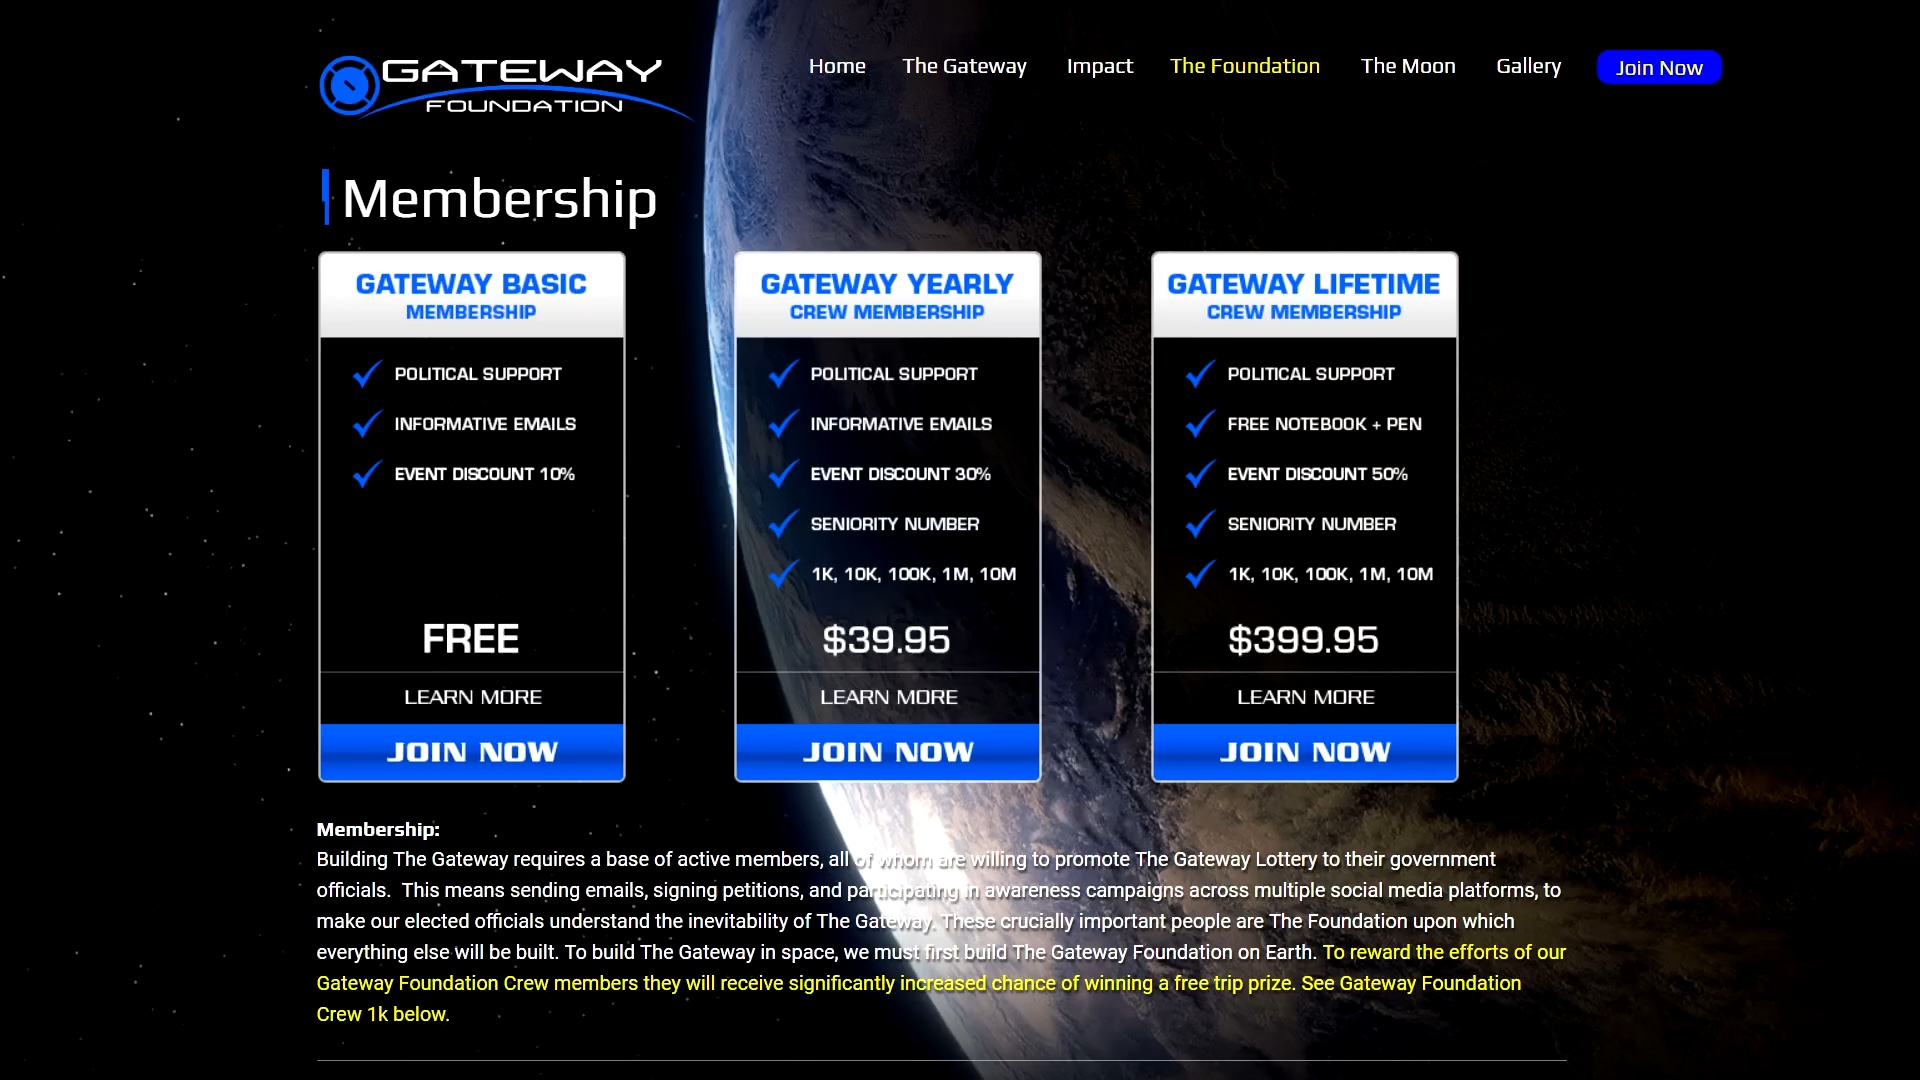 GATEWAY
FOUNDATION
Home The Gateway Impact The Foundation The Moon Gallery Join Now
Membership
GATEWAY BASIC
MEMBERSHIP
POLITICAL SUPPORT
INFORMATIVE EMAILS
EVENT DISCOUNT 10%
FREE
LEARN MORE
JOIN NOW
GATEWAY YEARLY
CREW MEMBERSHIP
POLITICAL SUPPORT
INFORMATIVE EMAILS
EVENT DISCOUNT 30%
SENIORITY NUMBER
1K, 10K, 100K, 1M, 10M
$39.95
LEARN MORE
JOIN NOW
GATEWAY LIFETIME
CREW MEMBERSHIP
POLITICAL SUPPORT
FREE NOTEBOOK + PEN
EVENT DISCOUNT 50%
SENIORITY NUMBER
1K, 10K, 100K, 1M, 10M
$399.95
LEARN MORE
JOIN NOW
Membership:
Building The Gateway requires a base of active members, all of whom are willing to promote The Gateway Lottery to their government
officials. This means sending emails, signing petitions, and participating in awareness campaigns across multiple social media platforms, to
make our elected officials understand the inevitability of The Gateway. These crucially important people are The Foundation upon which
everything else will be built. To build The Gateway in space, we must first build The Gateway Foundation on Earth. To reward the efforts of our
Gateway Foundation Crew members they will receive significantly increased chance of winning a free trip prize. See Gateway Foundation
Crew 1k below.